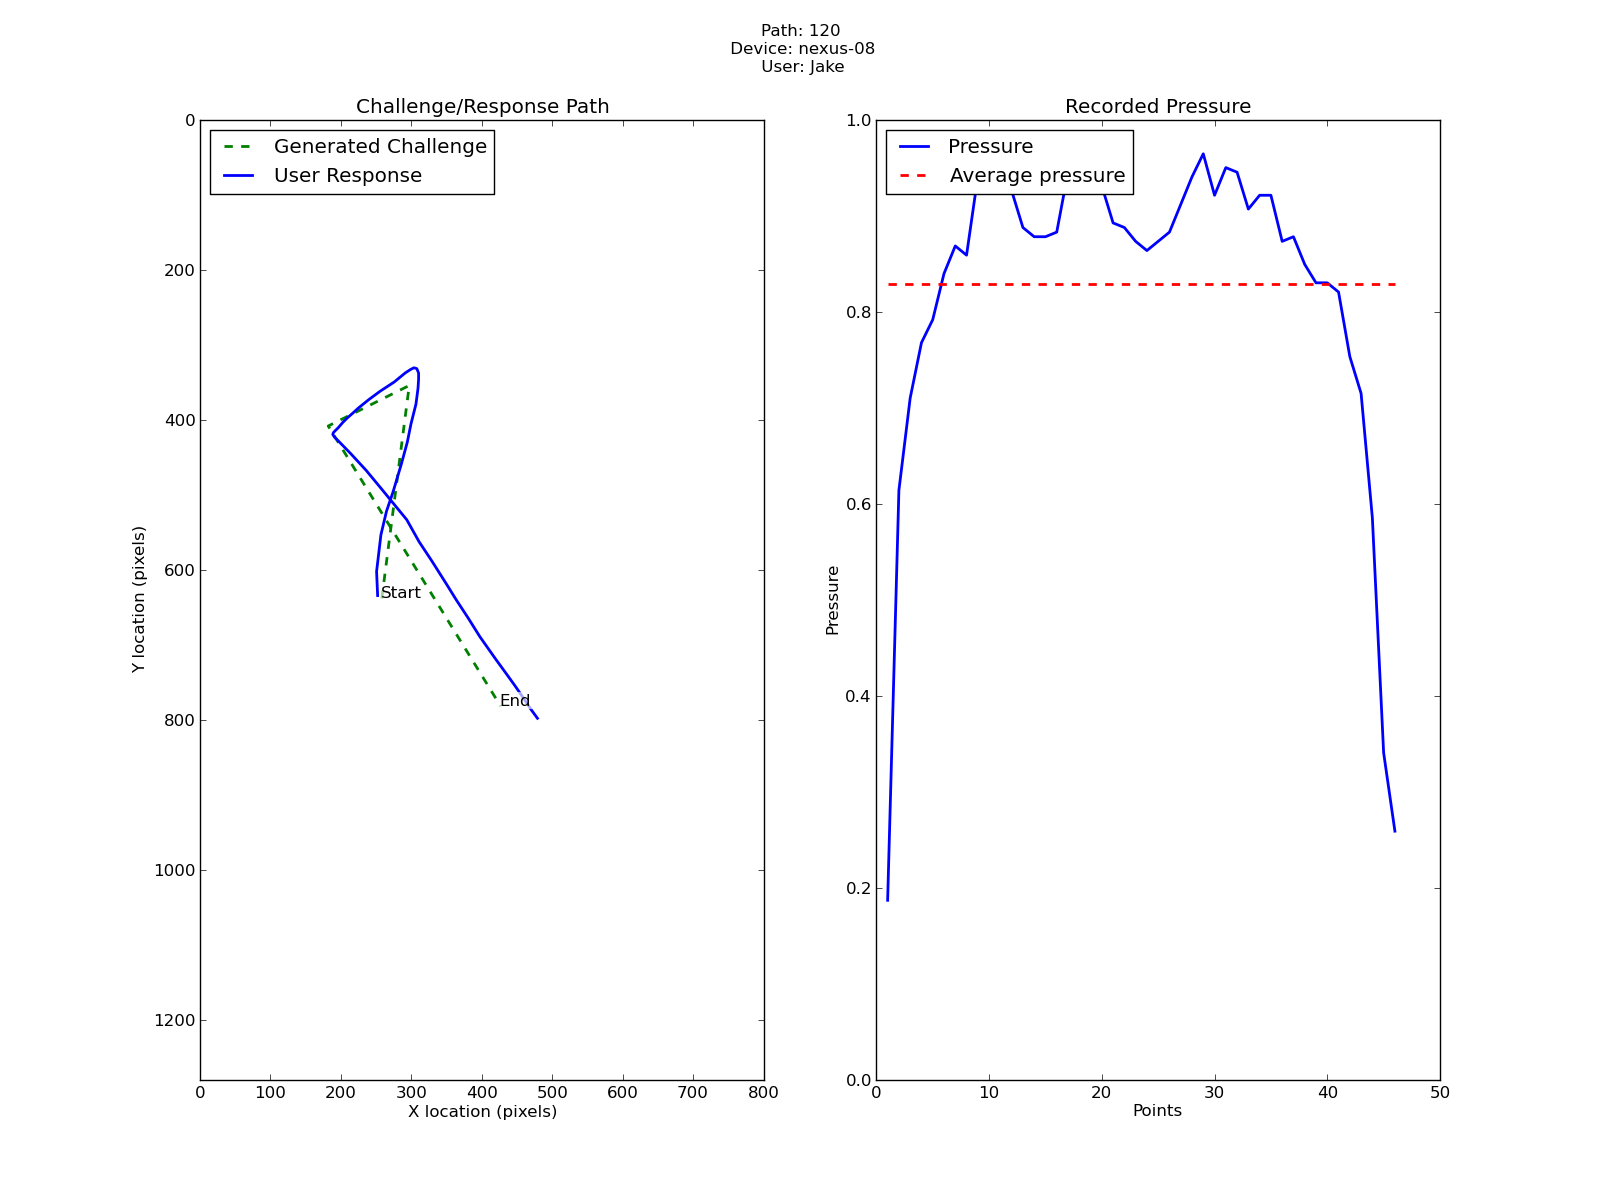 Path: 120
Device: nexus-08
User: Jake
Challenge/Response Path
Generated Challenge
User Response
0
200
400
600
800
1000
1200
Y location (pixels)
Start
End
0 100 200 300 400 500 600 700 800
X location (pixels)
Recorded Pressure
Pressure
Average pressure
1.0
0.8
0.6
0.4
0.2
0.0
Pressure
0 10 20 30 40 50
Points